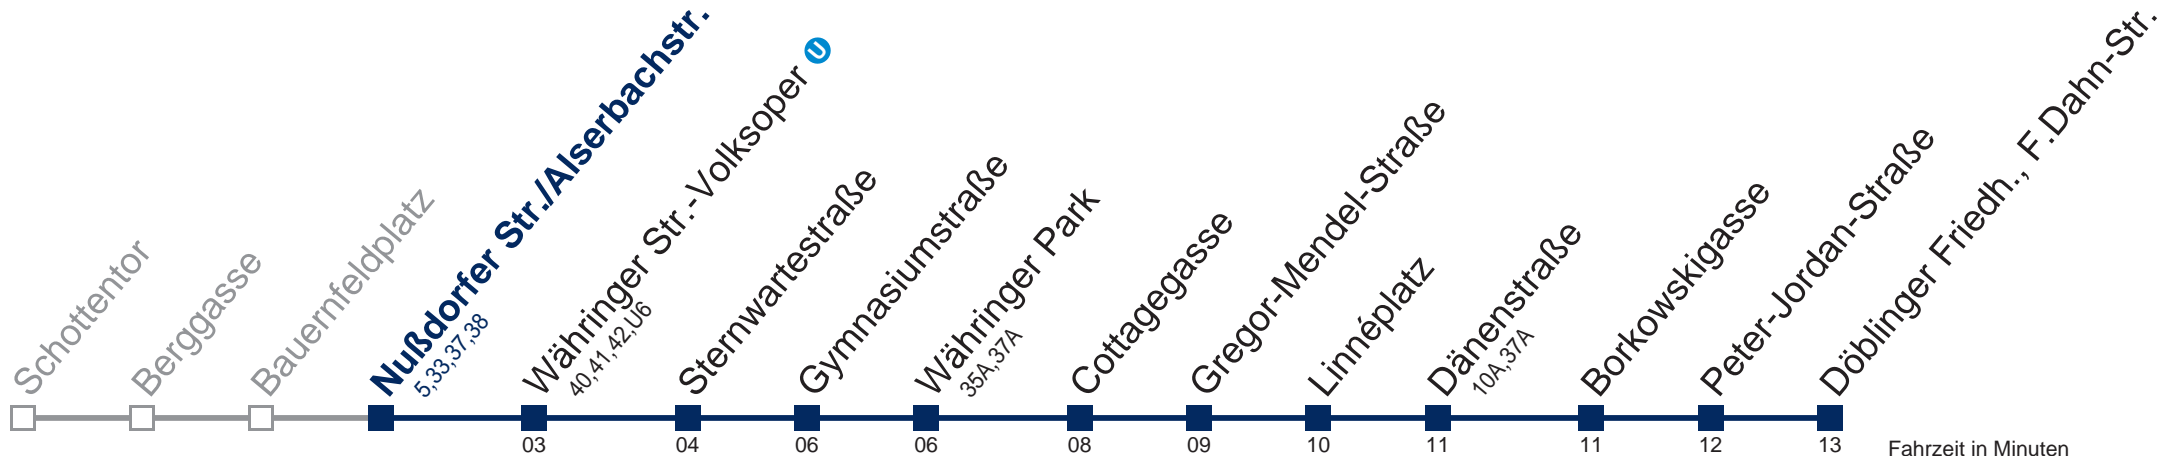 Schottentor
Berggasse
Bauernfeldplatz
Nußdorfer Str./Alserbachstr.
5,33,37,38
Währinger Str.-Volksoper U
40,41,42,U6
Sternwartestraße
Gymnasiumstraße
Währinger Park
35A,37A
Cottagegasse
Gregor-Mendel-Straße
Linnéplatz
Dänenstraße
10A,37A
Borkowskigasse
Peter-Jordan-Straße
Döblinger Friedh., F.Dahn-Str.
03 04 06 06 08 09 10 11 11 12 13 Fahrzeit in Minuten